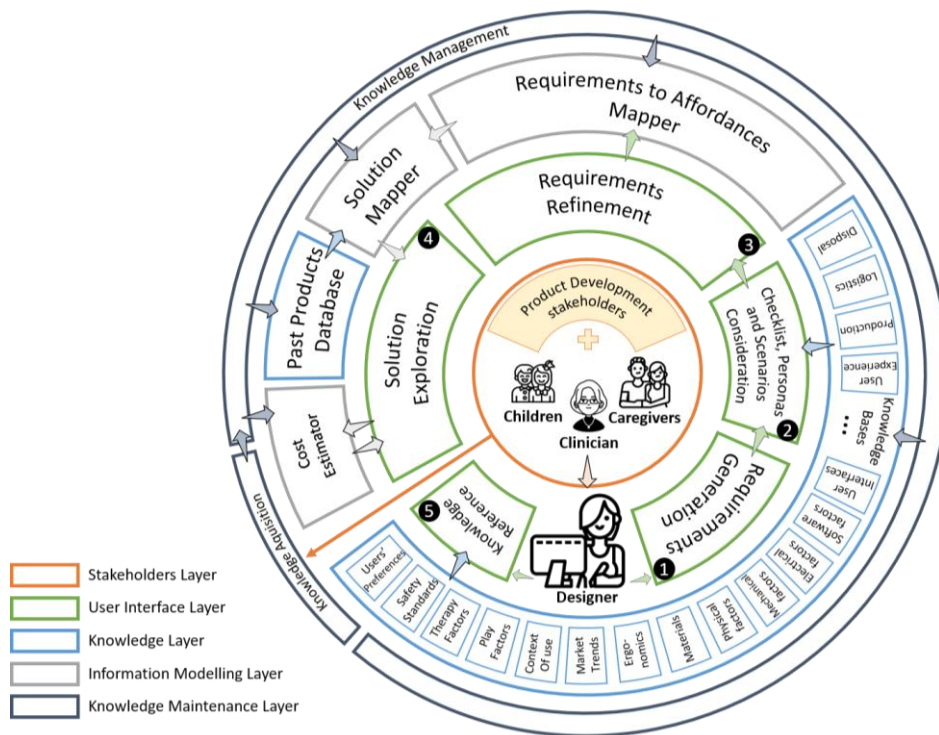 Knowledge Management
Requirements to Affordances
Mapper
Solution
Mapper
Requirements
Refinement
4
3
Disposal
Logistics
Production
User
Experience
Knowledge
Bases
...
User
Interfaces
Software
factors
Electrical
factors
Mechanical
factors
Physical
factors
Materials
Ergo-
nomics
Market
Trends
Context
Of use
Play
Factors
Therapy
Factors
Safety
Standards
Users'
Preferences
Past Products
Database
Solution
Exploration
Cost
Estimator
Product Development
stakeholders
Children
Caregivers
Clinician
Checklist, Personas
and Scenarios
Consideration
2
Requirements
Generation
1
Knowledge
Reference
5
Designer
Knowledge Aquisition
Stakeholders Layer
User Interface Layer
Knowledge Layer
Information Modelling Layer
Knowledge Maintenance Layer